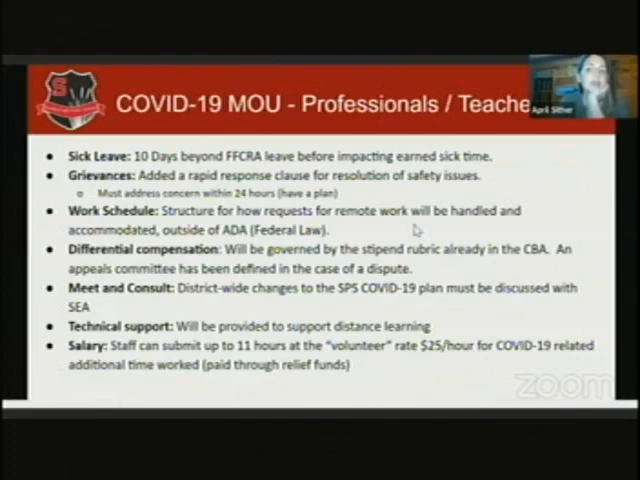 S
COVID-19 MOU - Professionals / Teache
April Sither
Sick Leave: 10 Days beyond FFCRA leave before impacting earned sick time.
Grievances: Added a rapid response clause for resolution of safety issues.
Must address concern within 24 hours (have a plan)
Work Schedule: Structure for how requests for remote work will be handled and
accommodated, outside of ADA (Federal Law).
Differential compensation: Will be governed by the stipend rubric already in the CBA. An
appeals committee has been defined in the case of a dispute.
Meet and Consult: District-wide changes to the SPS COVID-19 plan must be discussed with
SEA
Technical support: Will be provided to support distance learning
Salary: Staff can submit up to 11 hours at the "volunteer" rate $25/hour for COVID-19 related
additional time worked (paid through relief funds)
zoom